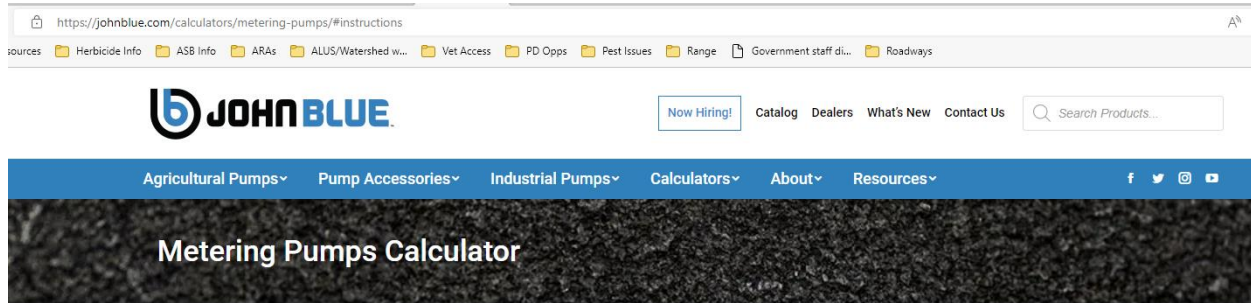 https://johnblue.com/calculators/metering-pumps/#instructions
sources Herbicide Info ASB Info ARAs ALUS/Watershed w... Vet Access PD Opps Pest Issues Range Government staff di... Roadways
JOHN BLUE Now Hiring! Catalog Dealers What's New Contact Us Search Products...
Agricultural Pumps Pump Accessories Industrial Pumps Calculators About Resources
Metering Pumps Calculator